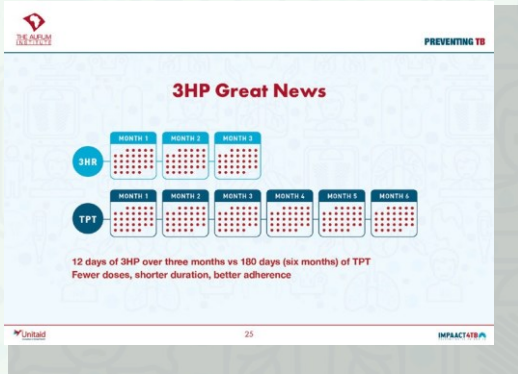 THE AURUM
INSTITUTE
PREVENTING TB
3HP Great News
MONTH 1 MONTH 2 MONTH 3
3HR
MONTH 1 MONTH 2 MONTH 3 MONTH 4 MONTH 5 MONTH 6
TPT
12 days of 3HP over three months vs 180 days (six months) of TPT
Fewer doses, shorter duration, better adherence
Unitaid
25
IMPAACT4TB